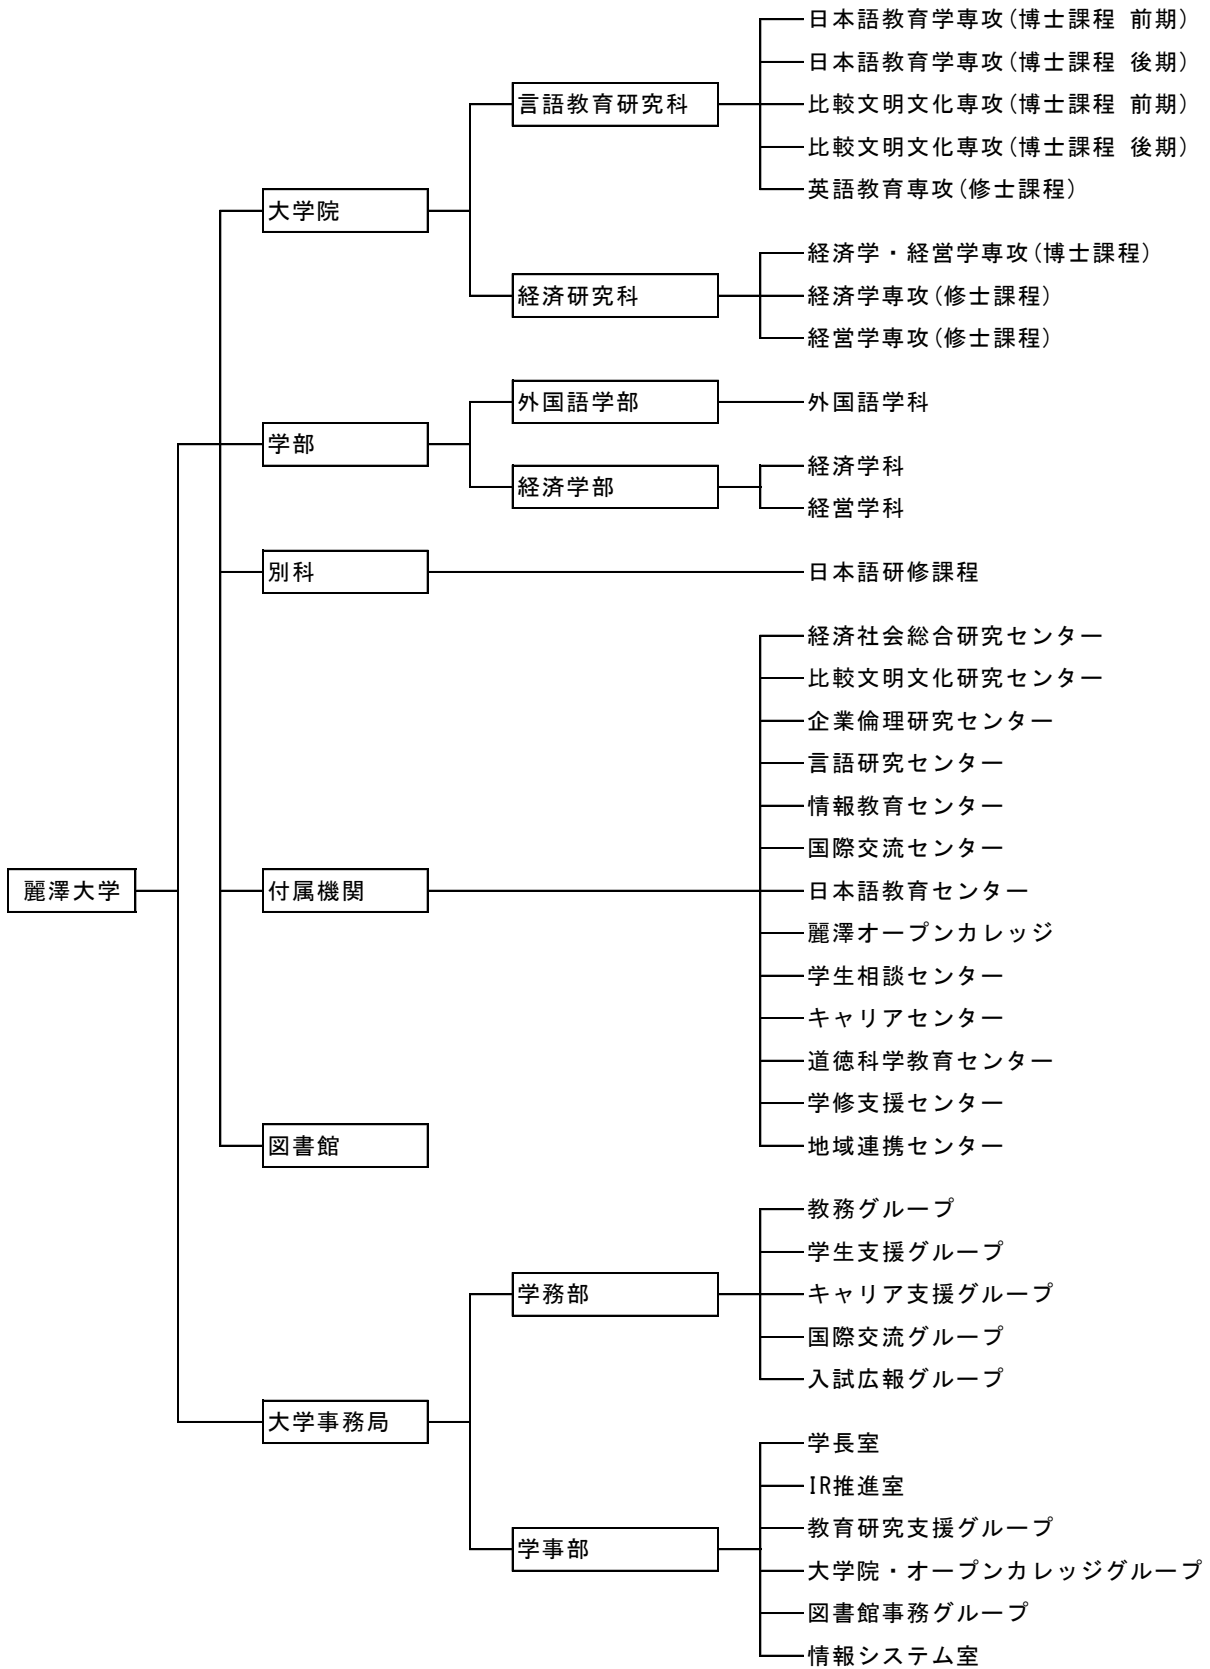 日本語教育学専攻(博士課程 前期)
日本語教育学専攻(博士課程 後期)
言語教育研究科
比較文明文化専攻(博士課程 前期)
比較文明文化専攻(博士課程 後期)
英語教育専攻(修士課程)
大学院
経済学・経営学専攻(博士課程)
経済研究科
経済学専攻(修士課程)
経営学専攻(修士課程)
外国語学部
外国語学科
学部
経済学部
経済学科
経営学科
別科
日本語研修課程
経済社会総合研究センター
比較文明文化研究センター
企業倫理研究センター
言語研究センター
情報教育センター
国際交流センター
麗澤大学
付属機関
日本語教育センター
麗澤オープンカレッジ
学生相談センター
キャリアセンター
道徳科学教育センター
学修支援センター
図書館
地域連携センター
教務グループ
学生支援グループ
学務部
キャリア支援グループ
国際交流グループ
入試広報グループ
大学事務局
学長室
IR推進室
教育研究支援グループ
学事部
大学院・オープンカレッジグループ
図書館事務グループ
情報システム室